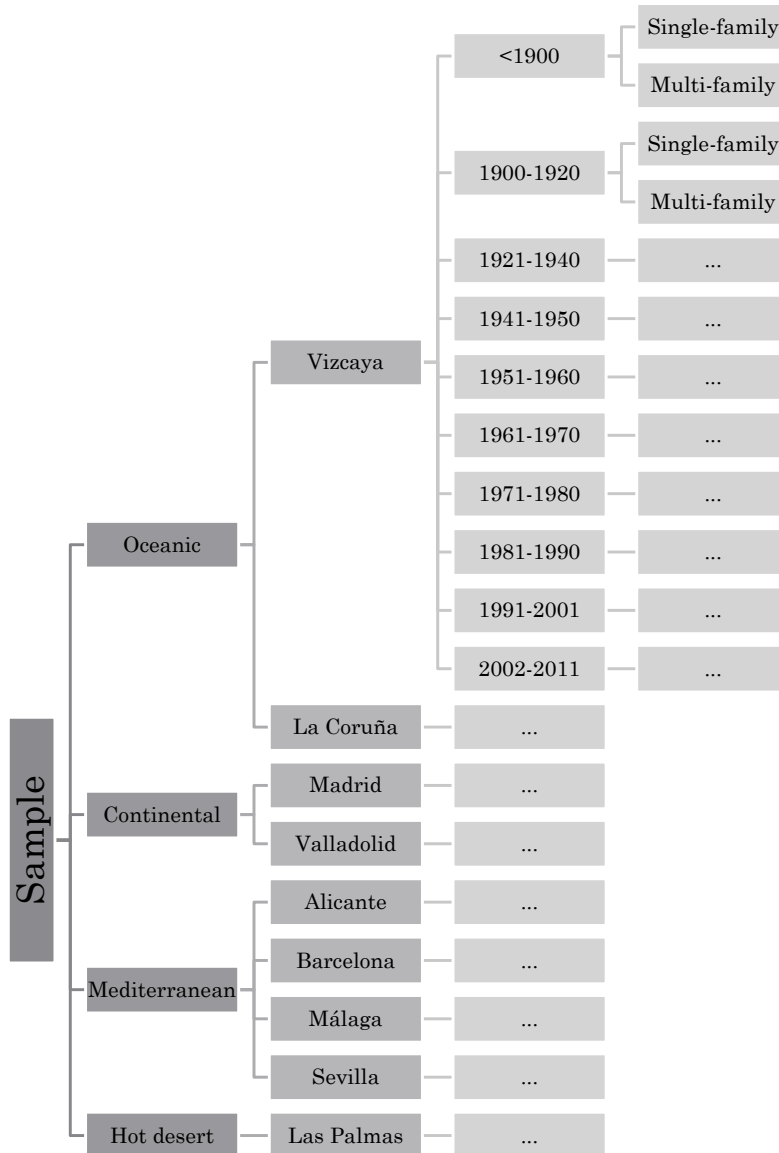 Sample
Oceanic
Vizcaya
<1900
Single-family
Multi-family
1900-1920
Single-family
Multi-family
1921-1940
...
1941-1950
...
1951-1960
...
1961-1970
...
1971-1980
...
1981-1990
...
1991-2001
...
2002-2011
...
La Coruña
...
Continental
Madrid
...
Valladolid
...
Mediterranean
Alicante
...
Barcelona
...
Málaga
...
Sevilla
...
Hot desert
Las Palmas
...